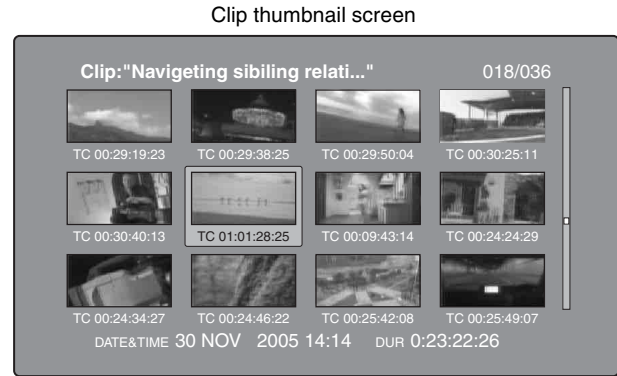 Clip thumbnail screen
Clip:"Navigeting sibiling relati..." 018/036
TC 00:29:19:23 TC 00:29:38:25 TC 00:29:50:04 TC 00:30:25:11
TC 00:30:40:13 TC 01:01:28:25 TC 00:09:43:14 TC 00:24:24:29
TC 00:24:34:27 TC 00:24:46:22 TC 00:25:42:08 TC 00:25:49:07
DATE&TIME 30 NOV 2005 14:14 DUR 0:23:22:26